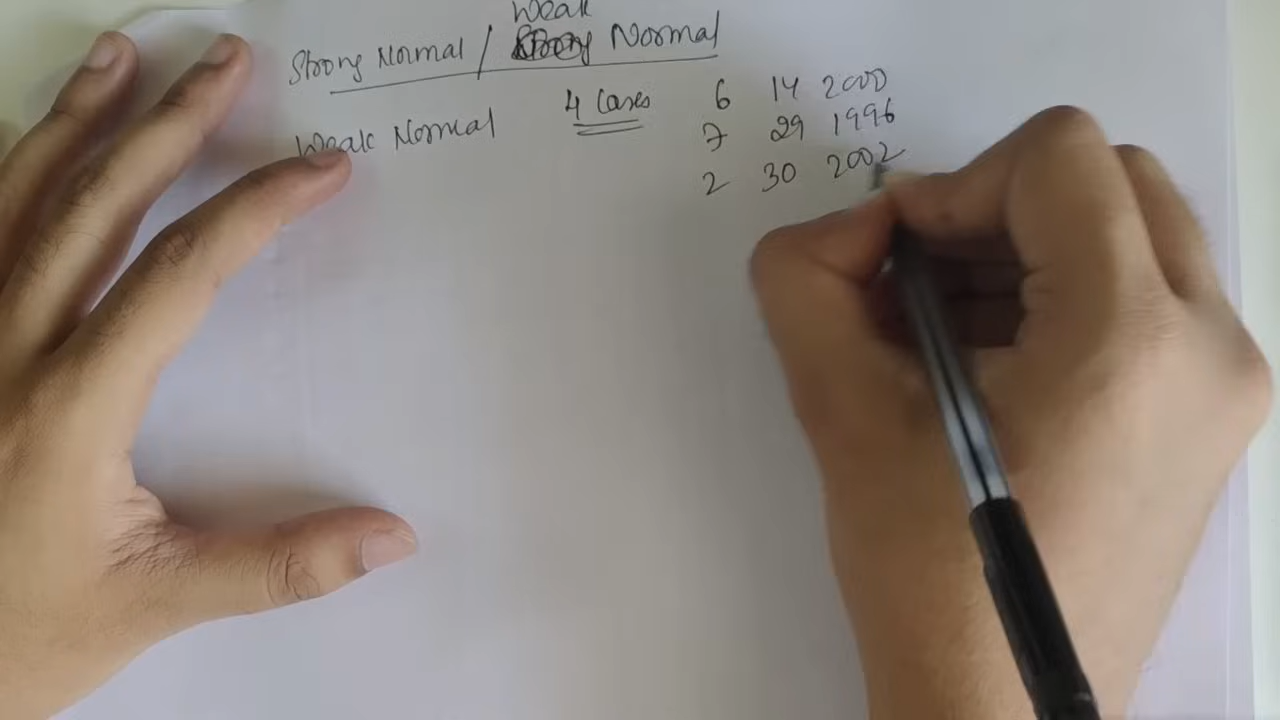 Weak
Strong Normal / Strong Normal
Weak Normal 4 Cases
6 14 2000
7 29 1996
2 30 2002